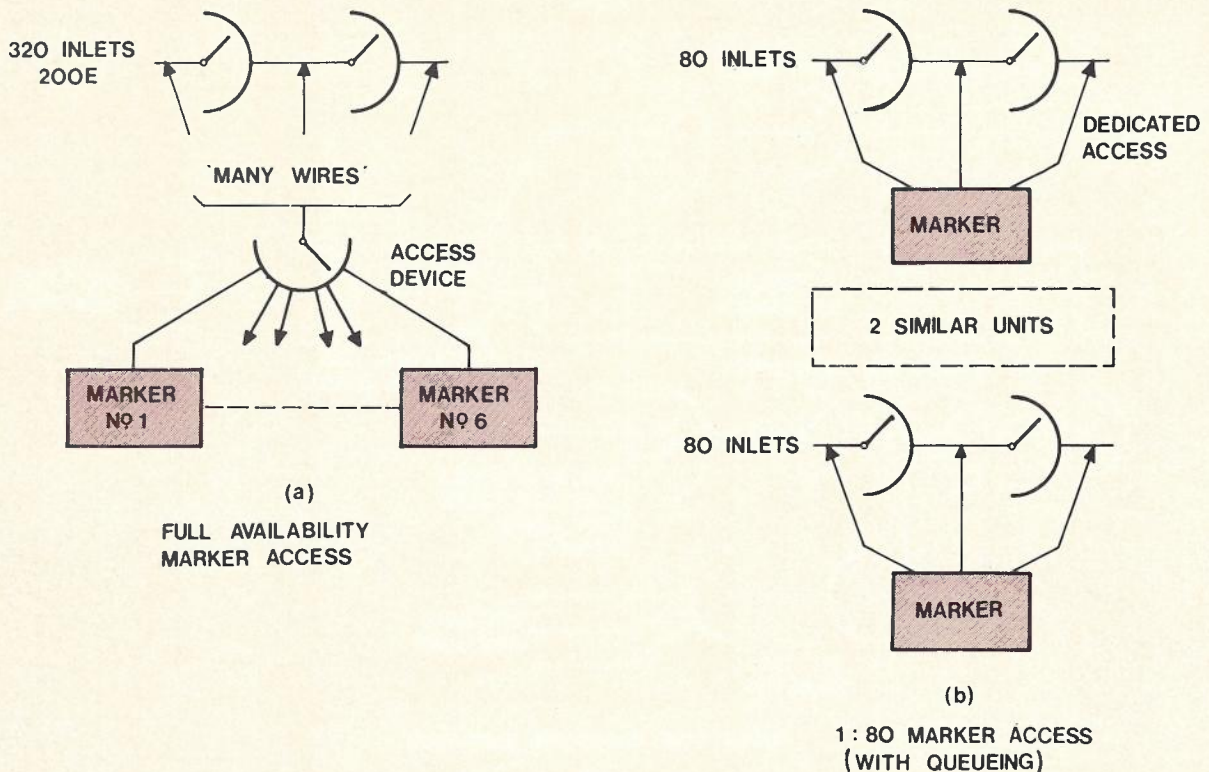 320 INLETS
200E
'MANY WIRES'
ACCESS
DEVICE
MARKER
Nº 1
MARKER
Nº 6
(a)
FULL AVAILABILITY
MARKER ACCESS
80 INLETS
DEDICATED
ACCESS
MARKER
2 SIMILAR UNITS
80 INLETS
MARKER
(b)
1 : 80 MARKER ACCESS
(WITH QUEUEING)